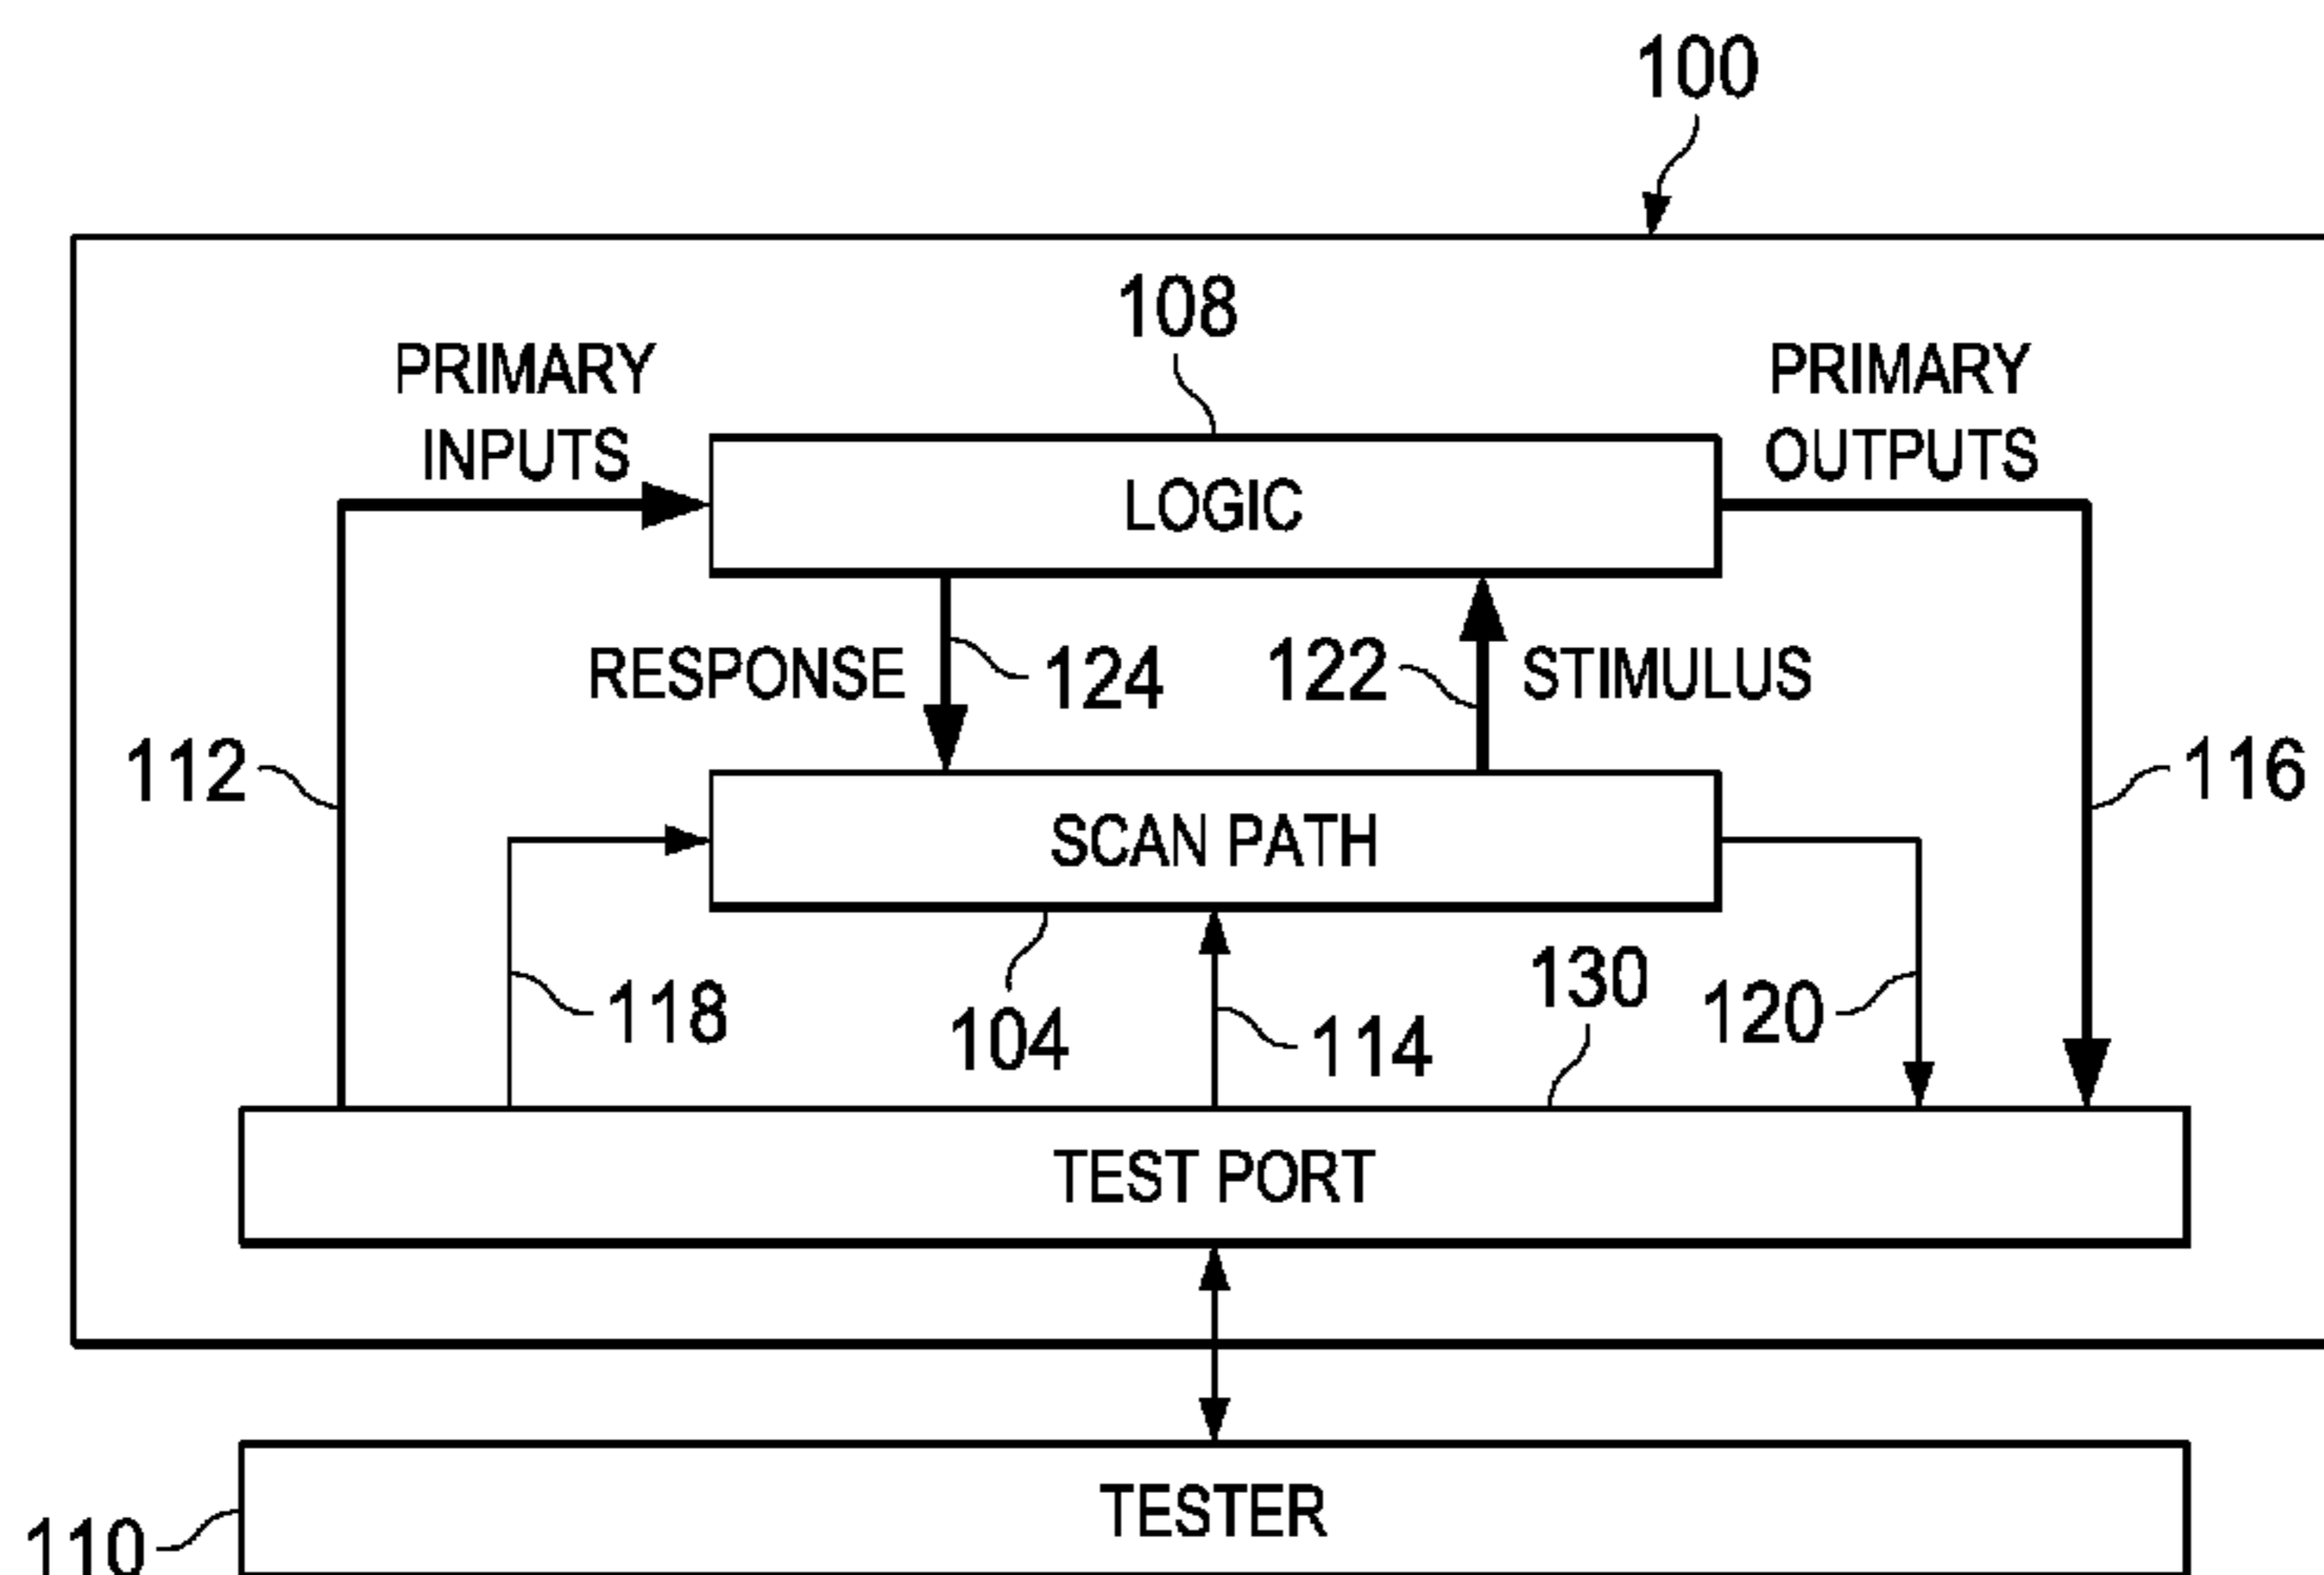 100
108
PRIMARY
INPUTS
PRIMARY
OUTPUTS
LOGIC
RESPONSE
124
122
STIMULUS
112
116
SCAN PATH
118
104
114
130
120
TEST PORT
TESTER
110